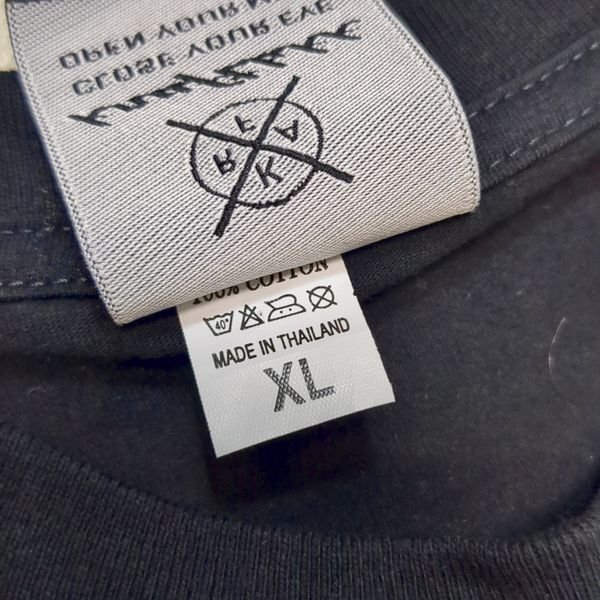 OPEN YOUR
CLOSE YOUR EYE
F
R A
K
100% COTTON
40°
MADE IN THAILAND
XL